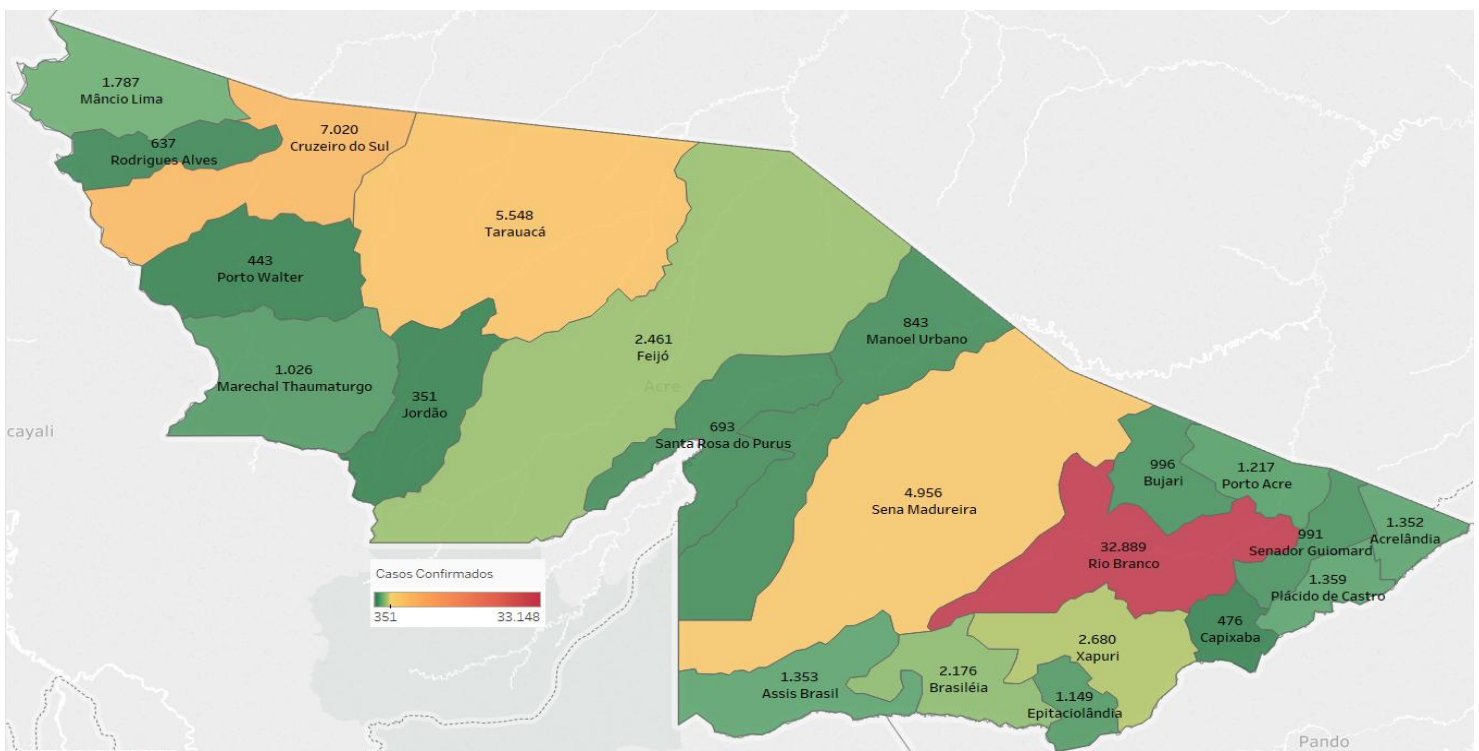 1.787
Mâncio Lima
637
Rodrigues Alves
7.020
Cruzeiro do Sul
5.548
Tarauacá
443
Porto Walter
1.026
Marechal Thaumaturgo
351
Jordão
2.461
Feijó
Acre
843
Manoel Urbano
693
Santa Rosa do Purus
cayali
4.956
Sena Madureira
996
Bujari
1.217
Porto Acre
32.889
Rio Branco
991
Senador Guiomard
1.352
Acrelândia
1.359
Plácido de Castro
476
Capixaba
2.680
Xapuri
2.176
Brasiléia
1.353
Assis Brasil
1.149
Epitaciolândia
Casos Confirmados
351
33.148
Pando